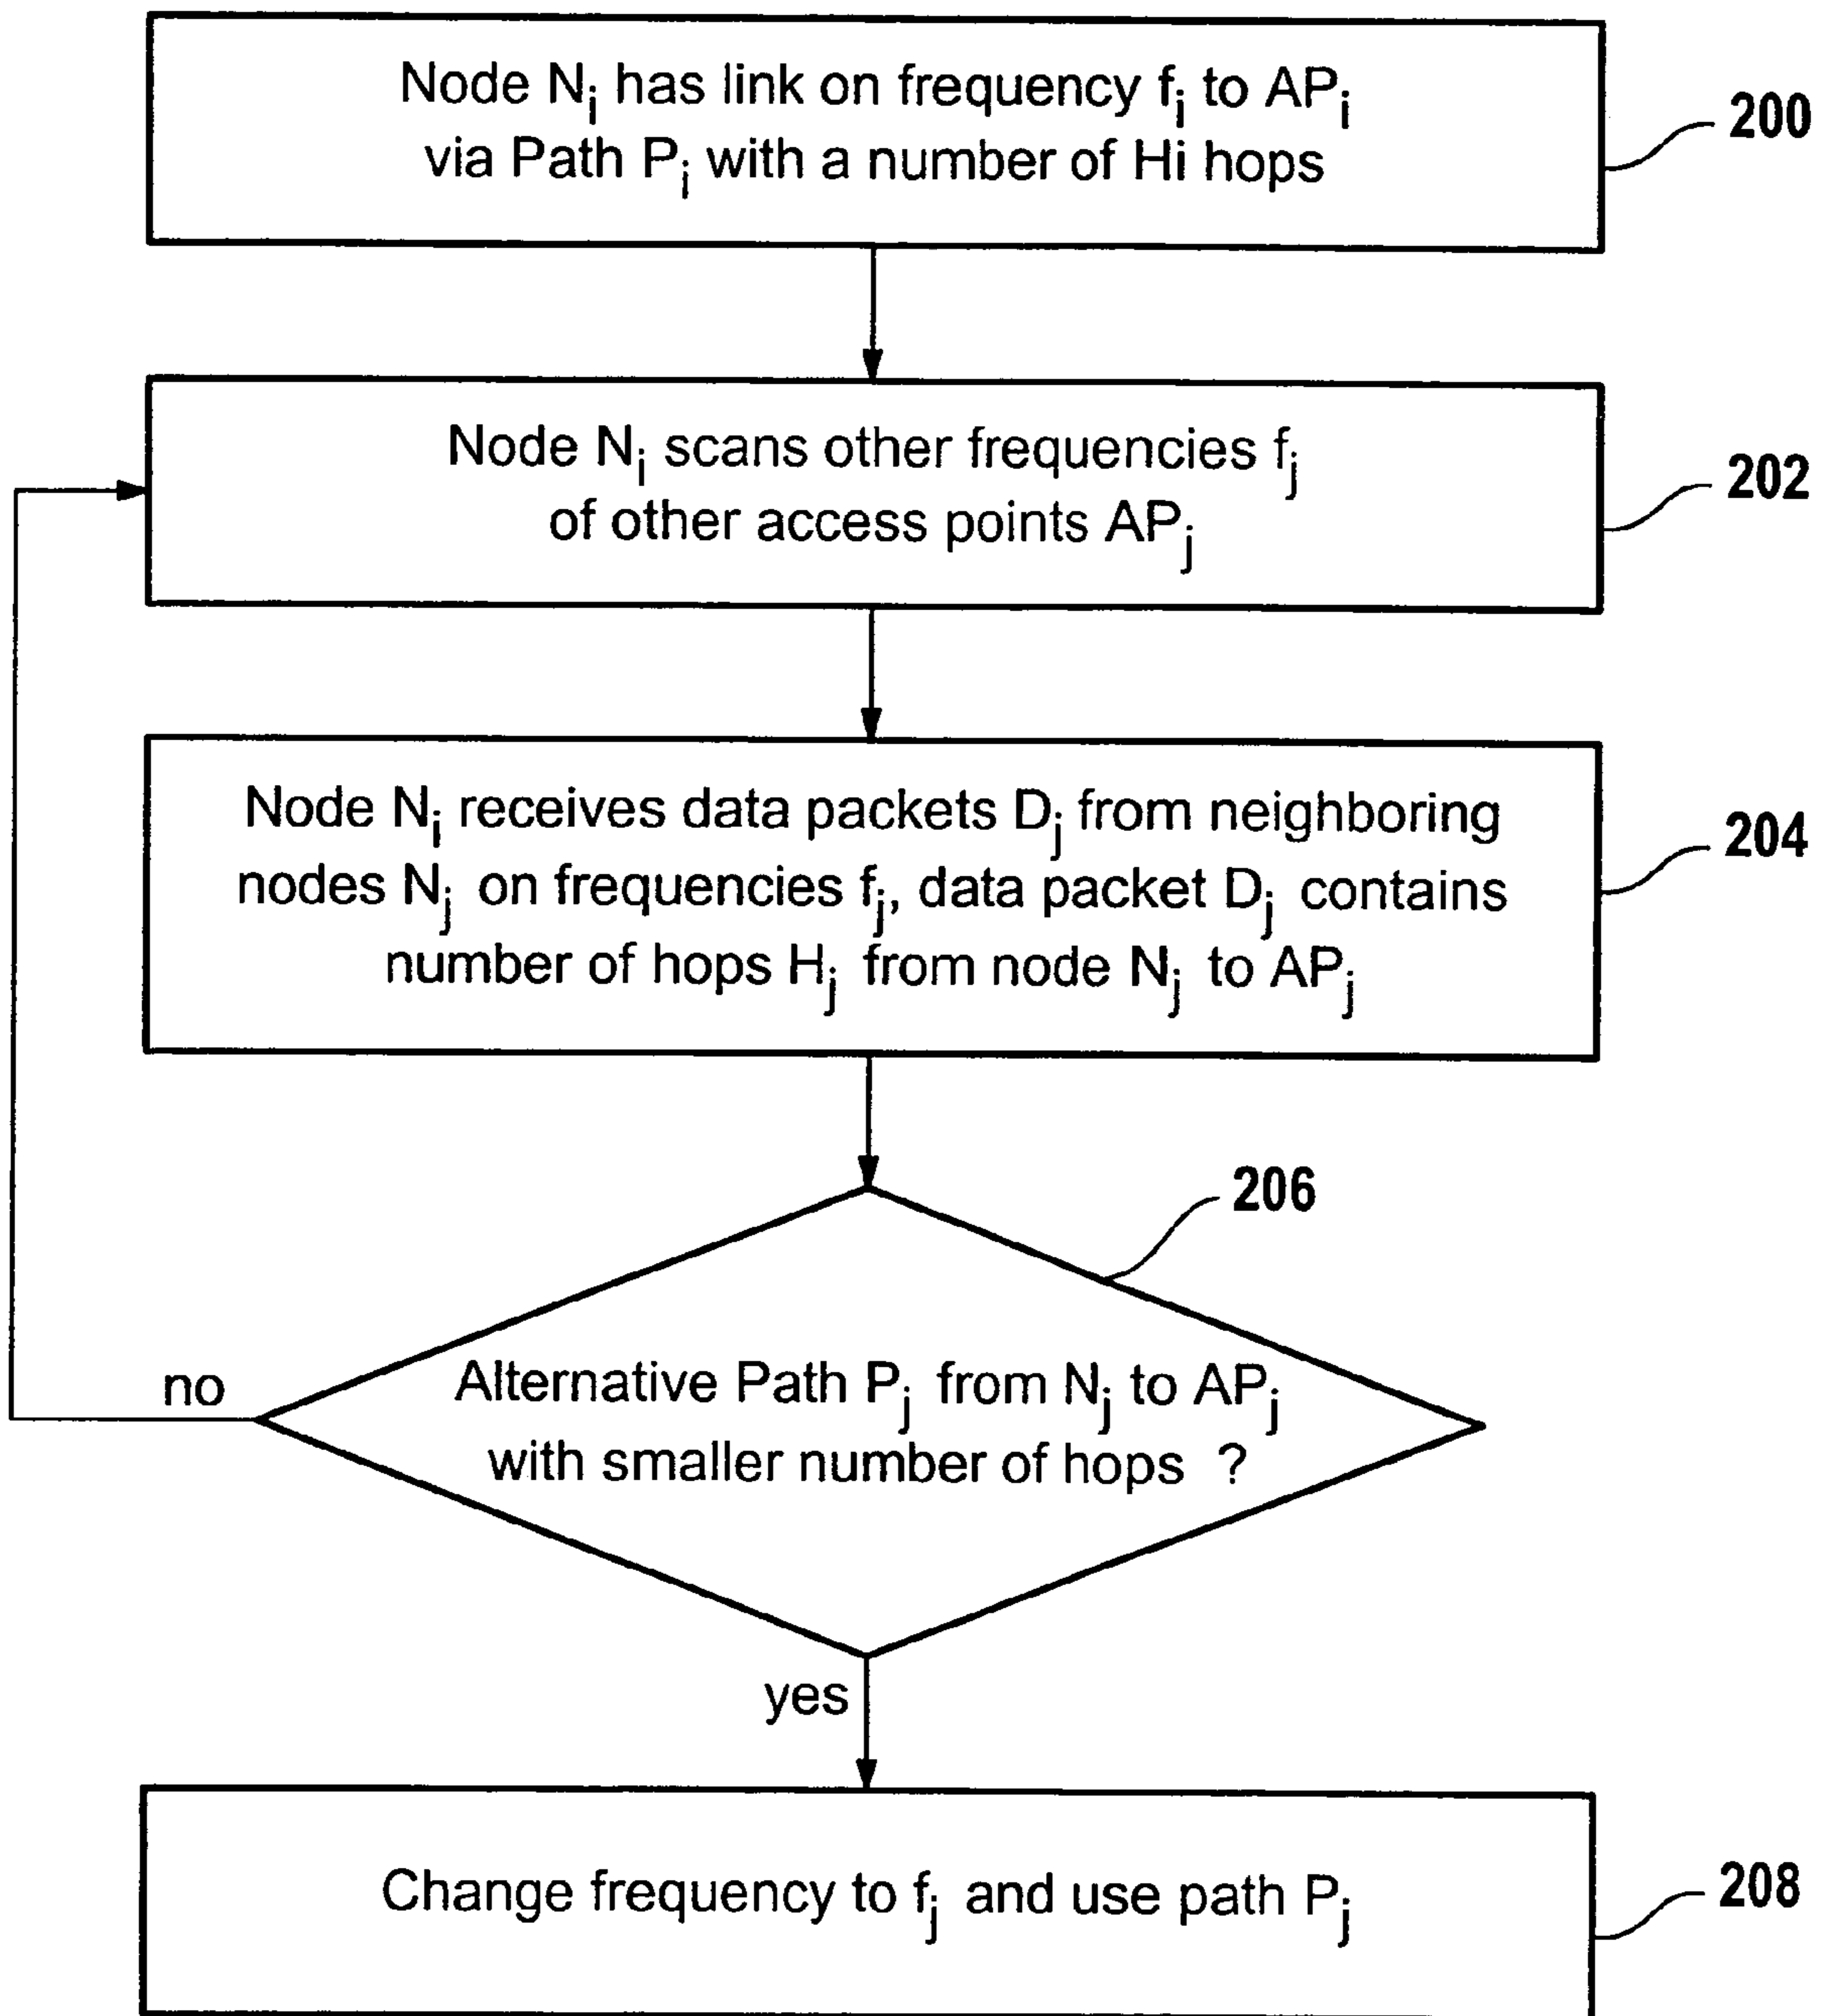 Node Ni has link on frequency fi to APi
via Path Pi with a number of Hi hops
200
Node Ni scans other frequencies fj
of other access points APj
202
Node Ni receives data packets Dj from neighboring
nodes Nj on frequencies fj, data packet Dj contains
number of hops Hj from node Nj to APj
204
206
Alternative Path Pj from Nj to APj
with smaller number of hops ?
no
yes
Change frequency to fj and use path Pj
208